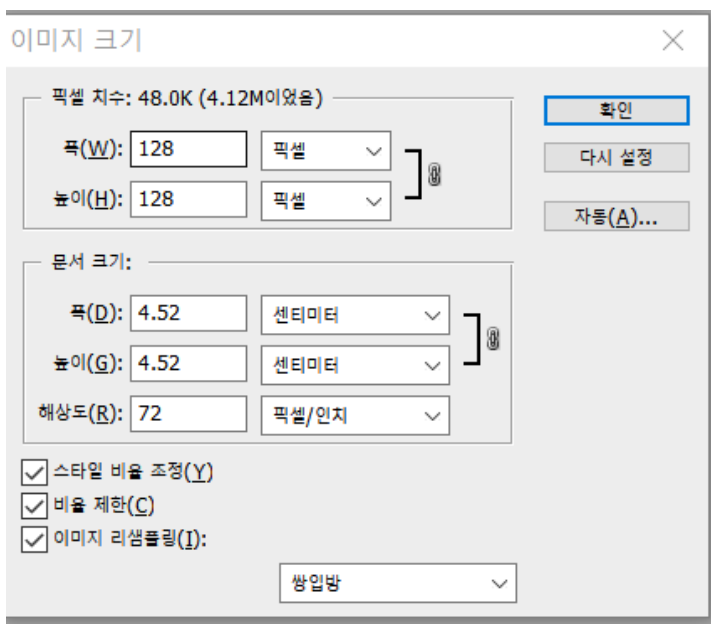 이미지 크기
픽셀 치수: 48.0K (4.12M이었음)
폭(W): 128 픽셀
높이(H): 128 픽셀
확인
다시 설정
자동(A)...
문서 크기:
폭(D): 4.52 센티미터
높이(G): 4.52 센티미터
해상도(R): 72 픽셀/인치
스타일 비율 조정(Y)
비율 제한(C)
이미지 리샘플링(I):
쌍입방